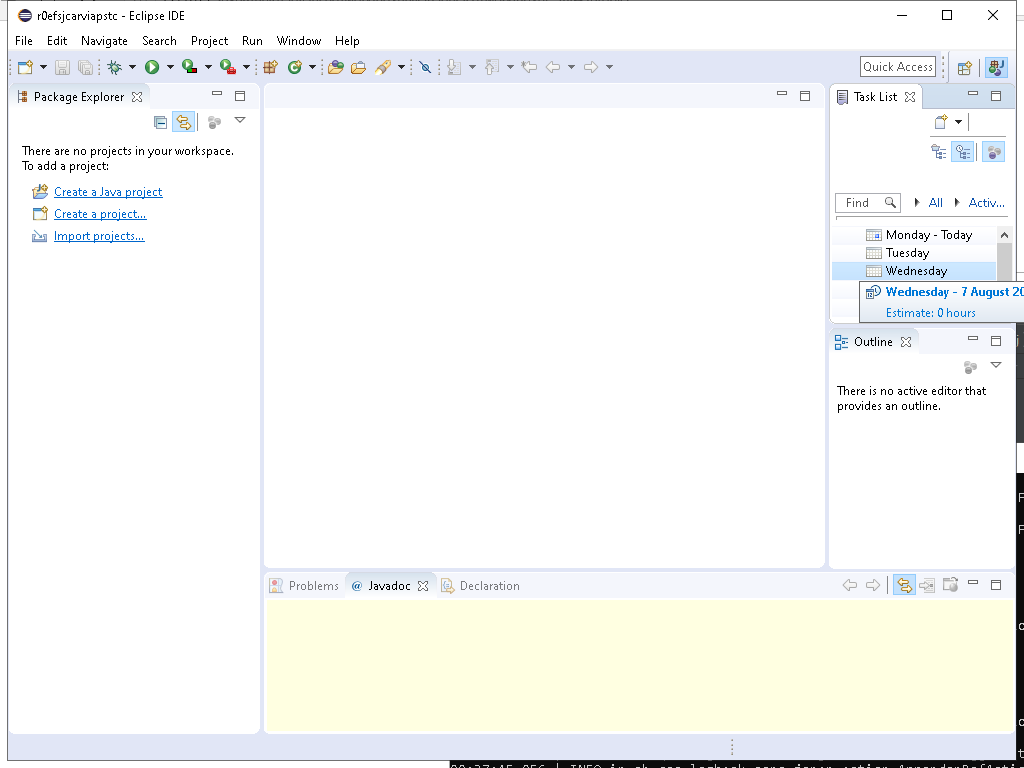 r0efsjcarviapstc - Eclipse IDE
File Edit Navigate Search Project Run Window Help
Quick Access
Package Explorer
Task List
There are no projects in your workspace.
To add a project:
Create a Java project
Create a project...
Import projects...
Find
All
Activ...
Monday - Today
Tuesday
Wednesday
Wednesday - 7 August 20
Estimate: 0 hours
Outline
There is no active editor that
provides an outline.
Problems
@ Javadoc
Declaration